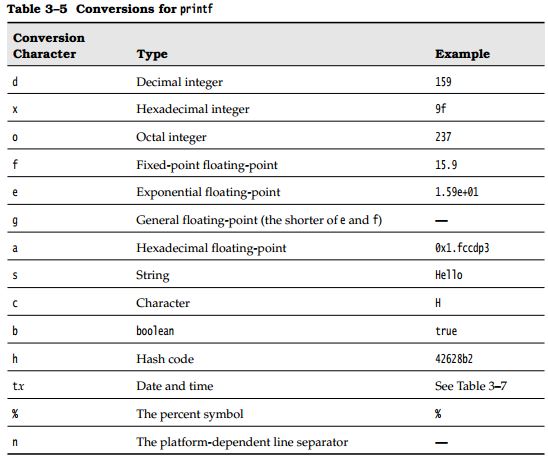 Table 3–5 Conversions for printf
Conversion
Character Type Example
d Decimal integer 159
x Hexadecimal integer 9f
o Octal integer 237
f Fixed-point floating-point 15.9
e Exponential floating-point 1.59e+01
g General floating-point (the shorter of e and f) —
a Hexadecimal floating-point 0x1.fccdp3
s String Hello
c Character H
b boolean true
h Hash code 42628b2
tx Date and time See Table 3–7
% The percent symbol %
n The platform-dependent line separator —